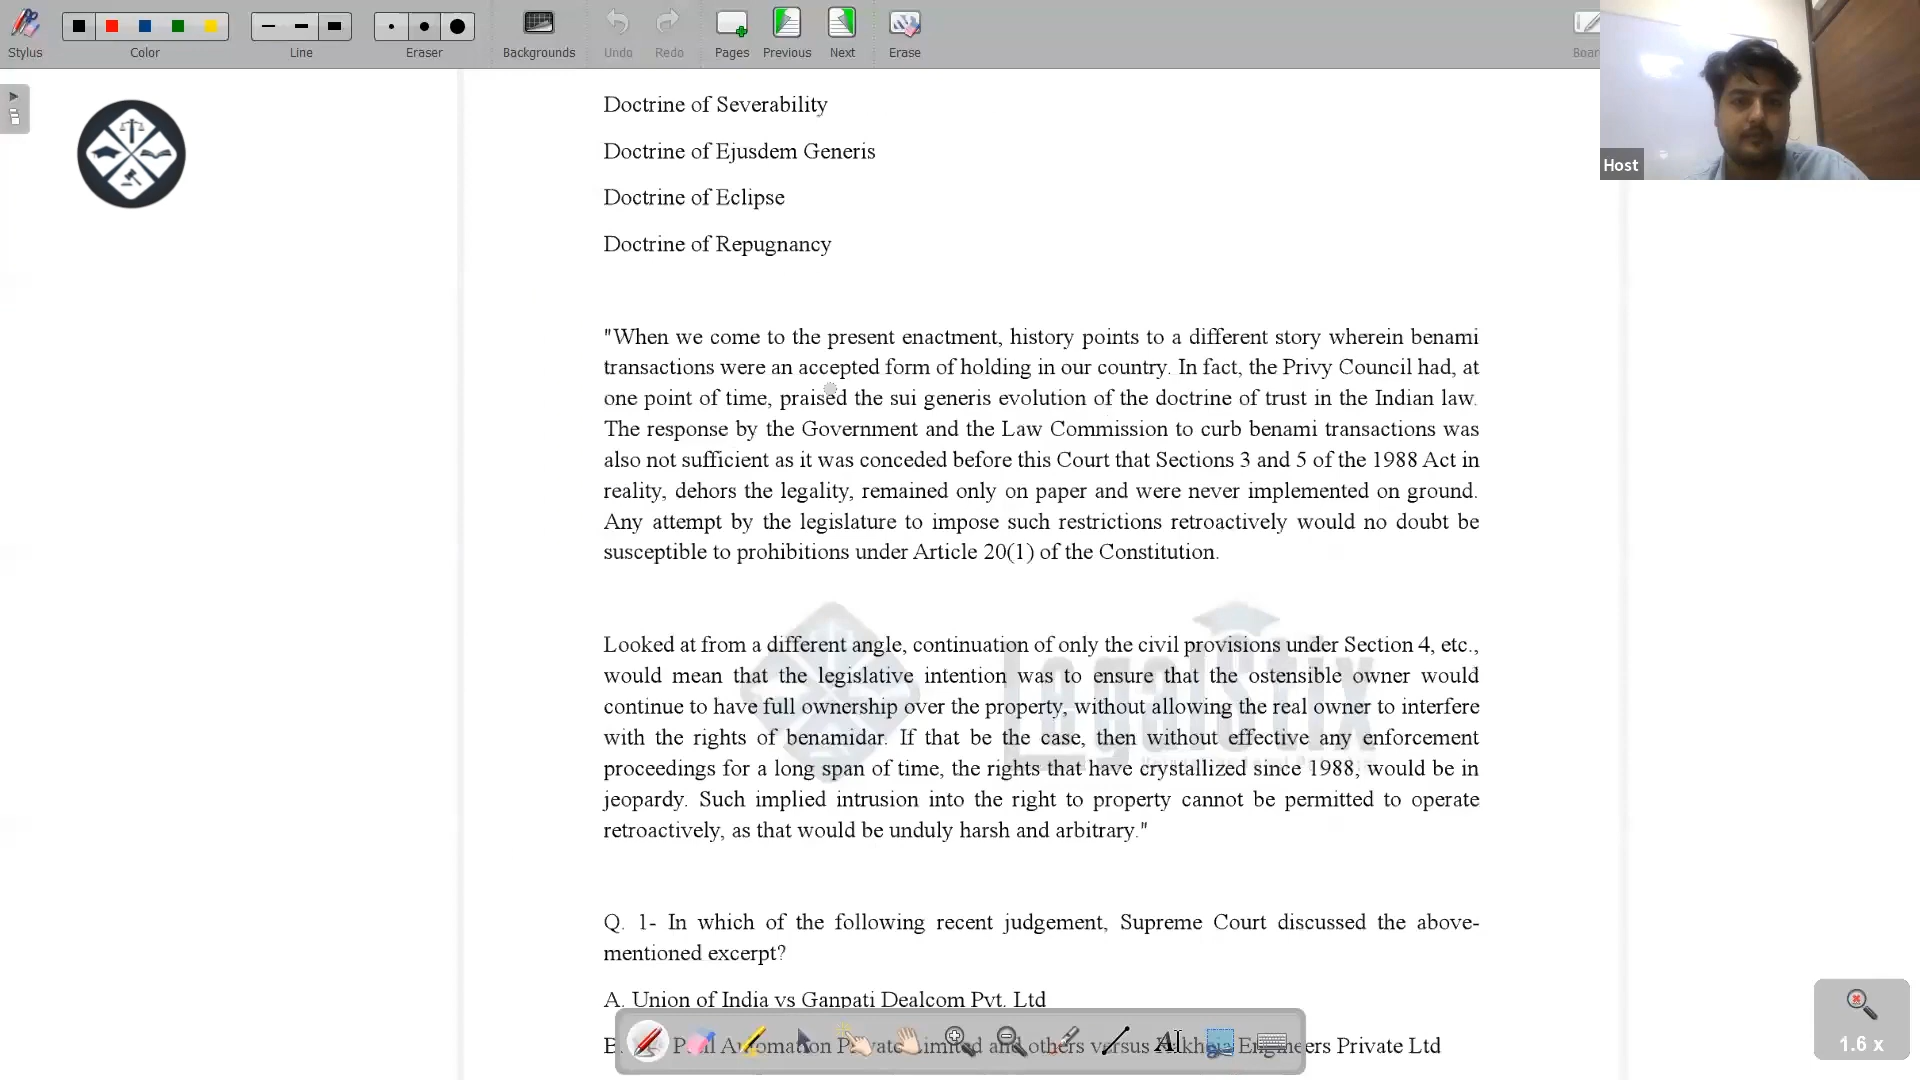 Stylus
Color
Line
Eraser
Backgrounds
Undo
Redo
Pages
Previous
Next
Erase
Host
Doctrine of Severability
Doctrine of Ejusdem Generis
Doctrine of Eclipse
Doctrine of Repugnancy
"When we come to the present enactment, history points to a different story wherein benami
transactions were an accepted form of holding in our country. In fact, the Privy Council had, at
one point of time, praised the sui generis evolution of the doctrine of trust in the Indian law.
The response by the Government and the Law Commission to curb benami transactions was
also not sufficient as it was conceded before this Court that Sections 3 and 5 of the 1988 Act in
reality, dehors the legality, remained only on paper and were never implemented on ground.
Any attempt by the legislature to impose such restrictions retroactively would no doubt be
susceptible to prohibitions under Article 20(1) of the Constitution.
LegalStix
Looked at from a different angle, continuation of only the civil provisions under Section 4, etc.,
would mean that the legislative intention was to ensure that the ostensible owner would
continue to have full ownership over the property, without allowing the real owner to interfere
with the rights of benamidar. If that be the case, then without effective any enforcement
proceedings for a long span of time, the rights that have crystallized since 1988, would be in
jeopardy. Such implied intrusion into the right to property cannot be permitted to operate
retroactively, as that would be unduly harsh and arbitrary."
Q. 1- In which of the following recent judgement, Supreme Court discussed the above-
mentioned excerpt?
A. Union of India vs Ganpati Dealcom Pvt. Ltd
B. Automation Private Limited and others versus Engineers Private Ltd
1.6 x